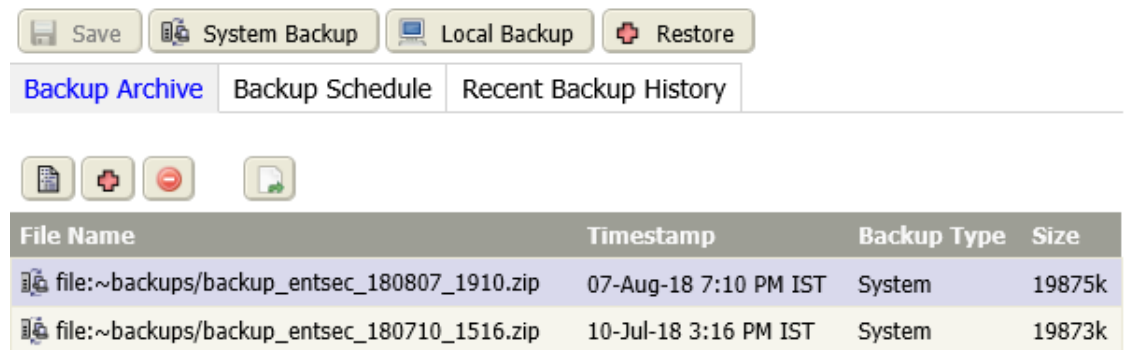 Save System Backup Local Backup Restore
Backup Archive Backup Schedule Recent Backup History
File Name Timestamp Backup Type Size
file:~backups/backup_entsec_180807_1910.zip 07-Aug-18 7:10 PM IST System 19875k
file:~backups/backup_entsec_180710_1516.zip 10-Jul-18 3:16 PM IST System 19873k